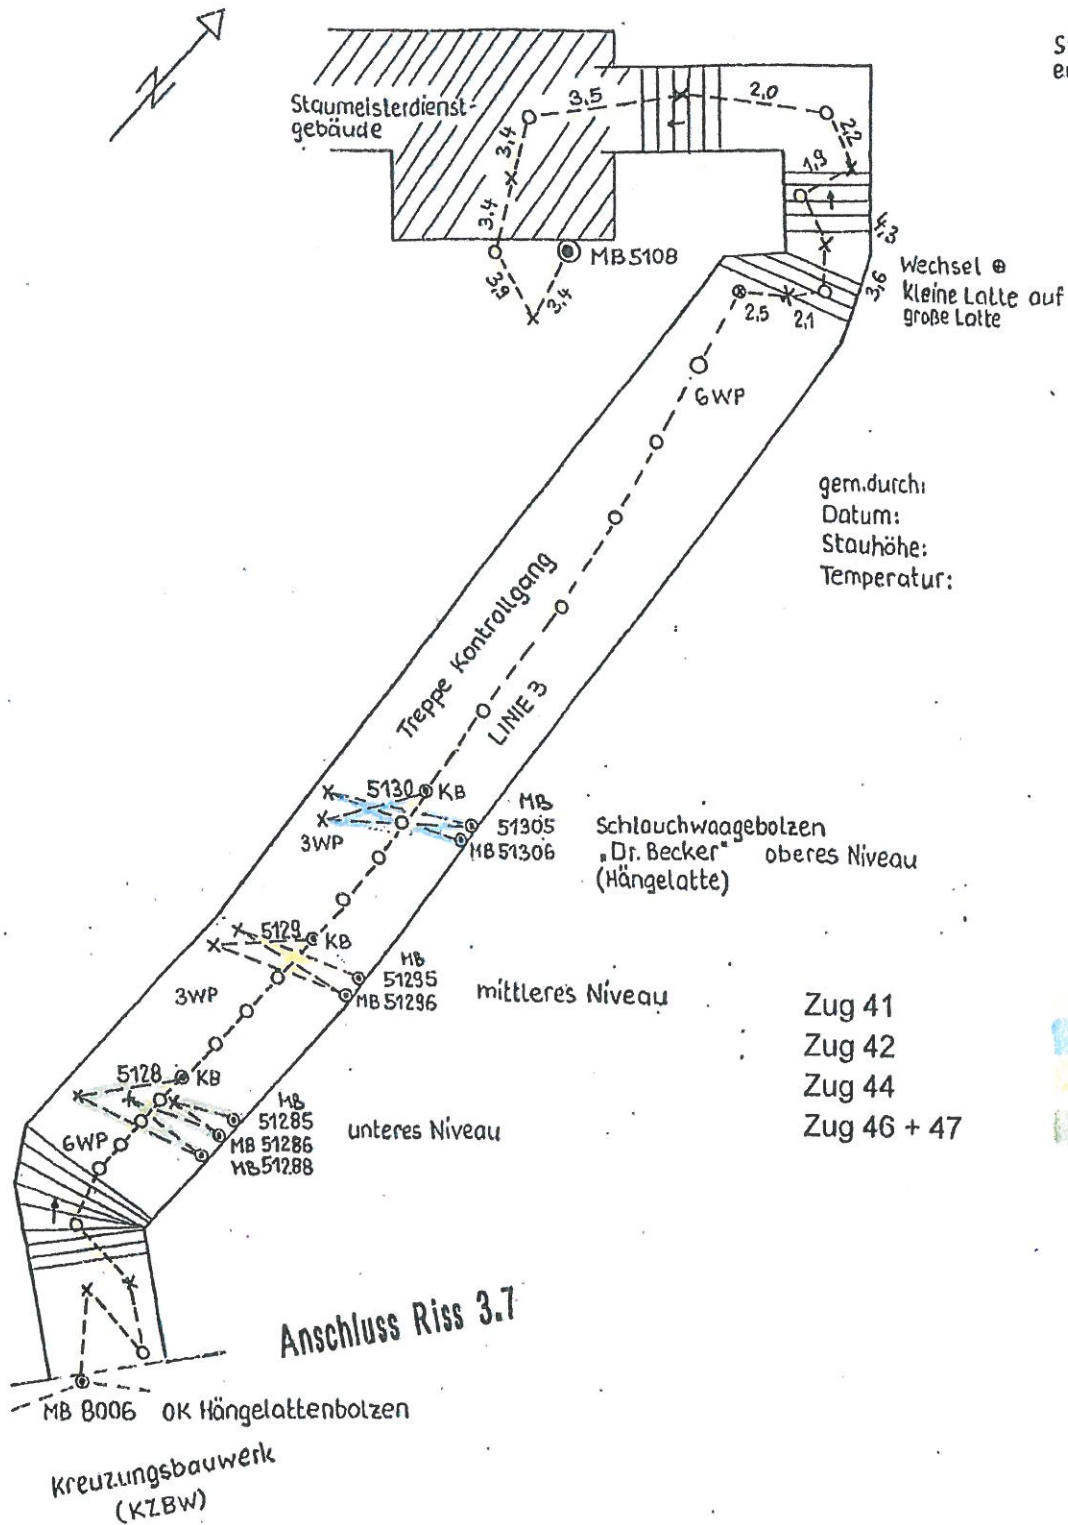 N
S
Staumeisterdienst-
gebäude
3,5
2,0
2,2
3,4
1,9
3,4
4,3
MB 5108
3,9
3,4
3,6
Wechsel ⊕
Kleine Latte auf
große Latte
2,5
2,1
6WP
gem.durch:
Datum:
Stauhöhe:
Temperatur:
Treppe Kontrollgang
LINIE 3
5130
KB
MB
51305
MB 51306
3WP
Schlauchwaagebolzen
"Dr. Becker" oberes Niveau
(Hängelatte)
5129
KB
MB
51295
MB 51296
3WP
mittleres Niveau
Zug 41
Zug 42
Zug 44
Zug 46 + 47
5128
KB
MB
51285
MB 51286
MB 51288
6WP
unteres Niveau
Anschluss Riss 3.7
MB 8006 OK Hängelattenbolzen
Kreuzungsbauwerk
(KZBW)